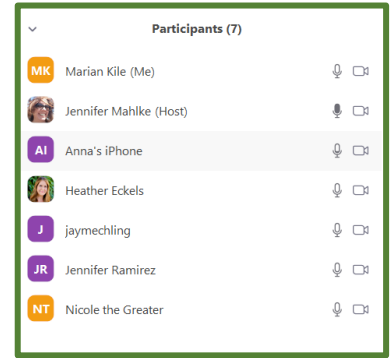 Participants (7)
MK Marian Kile (Me)
Jennifer Mahlke (Host)
AI Anna's iPhone
Heather Eckels
J jaymechling
JR Jennifer Ramirez
NT Nicole the Greater